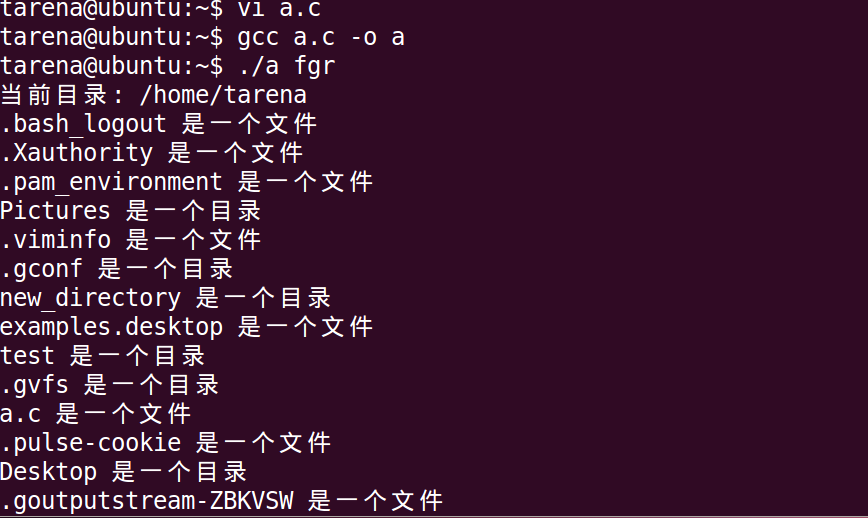 tarena@ubuntu:~$ vi a.c
tarena@ubuntu:~$ gcc a.c -o a
tarena@ubuntu:~$ ./a fgr
当前目录: /home/tarena
.bash_logout 是一个文件
.Xauthority 是一个文件
.pam_environment 是一个文件
Pictures 是一个目录
.viminfo 是一个文件
.gconf 是一个目录
new_directory 是一个目录
examples.desktop 是一个文件
test 是一个目录
.gvfs 是一个目录
a.c 是一个文件
.pulse-cookie 是一个文件
Desktop 是一个目录
.goutputstream-ZBKVSW 是一个文件